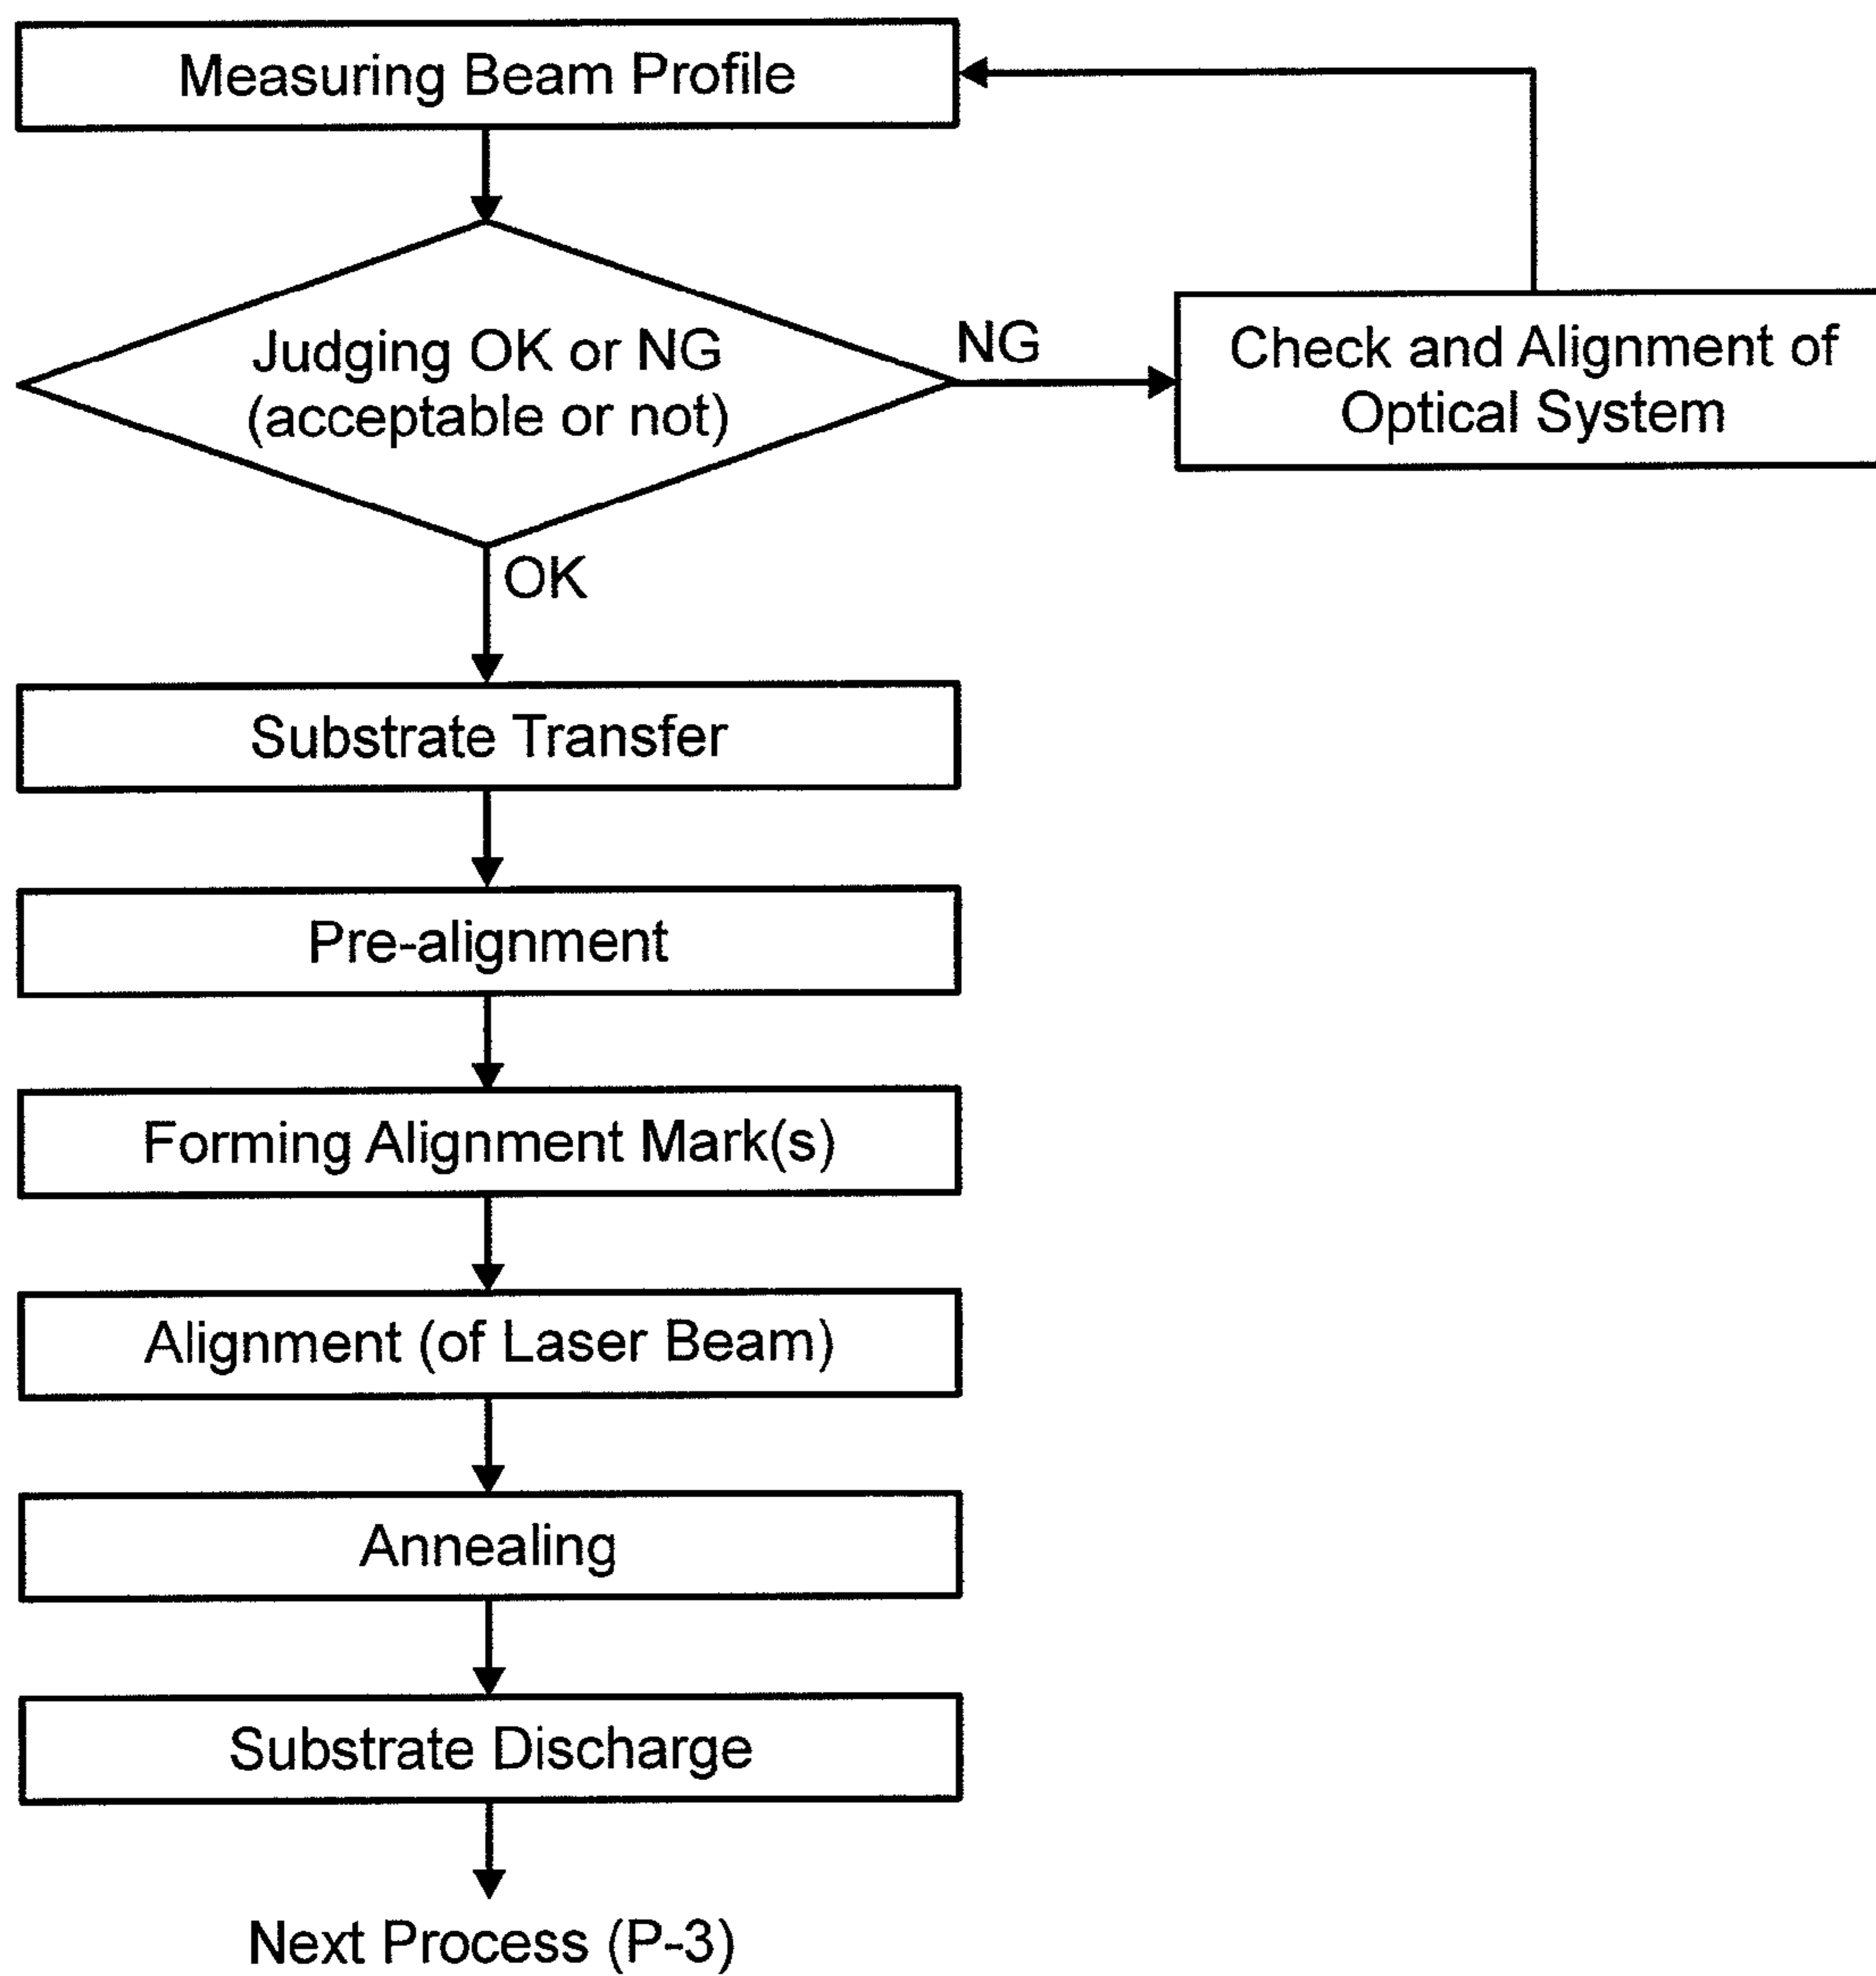 Measuring Beam Profile
Judging OK or NG
(acceptable or not)
NG
Check and Alignment of
Optical System
OK
Substrate Transfer
Pre-alignment
Forming Alignment Mark(s)
Alignment (of Laser Beam)
Annealing
Substrate Discharge
Next Process (P-3)